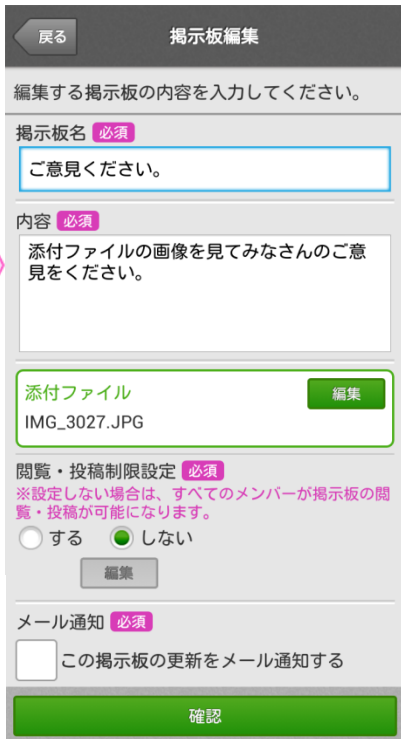 戻る
掲示板編集
編集する掲示板の内容を入力してください。
掲示板名 必須
ご意見ください。
内容 必須
添付ファイルの画像を見てみなさんのご意
見をください。
添付ファイル
編集
IMG_3027.JPG
閲覧・投稿制限設定 必須
※設定しない場合は、すべてのメンバーが掲示板の閲
覧・投稿が可能になります。
する しない
編集
メール通知 必須
この掲示板の更新をメール通知する
確認